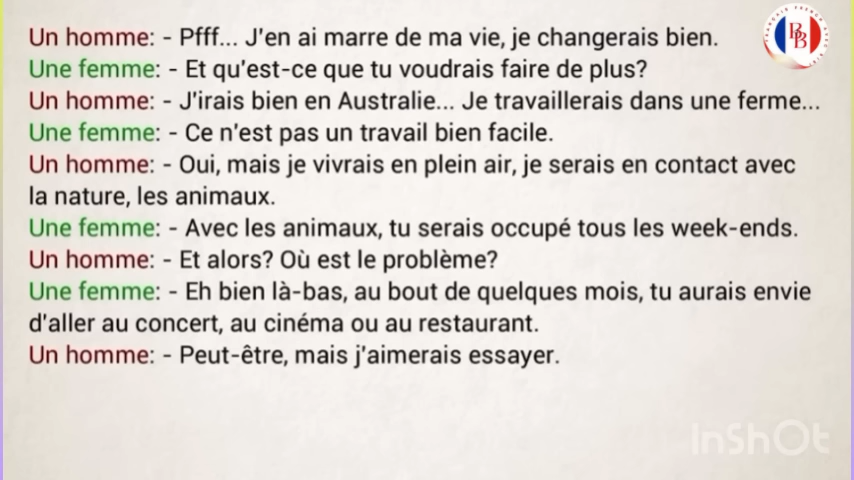 Un homme: - Pfff... J'en ai marre de ma vie, je changerais bien.
Une femme: - Et qu'est-ce que tu voudrais faire de plus?
Un homme: - J'irais bien en Australie... Je travaillerais dans une ferme...
Une femme: - Ce n'est pas un travail bien facile.
Un homme: - Oui, mais je vivrais en plein air, je serais en contact avec
la nature, les animaux.
Une femme: - Avec les animaux, tu serais occupé tous les week-ends.
Un homme: - Et alors? Où est le problème?
Une femme: - Eh bien là-bas, au bout de quelques mois, tu aurais envie
d'aller au concert, au cinéma ou au restaurant.
Un homme: - Peut-être, mais j'aimerais essayer.
InShOt